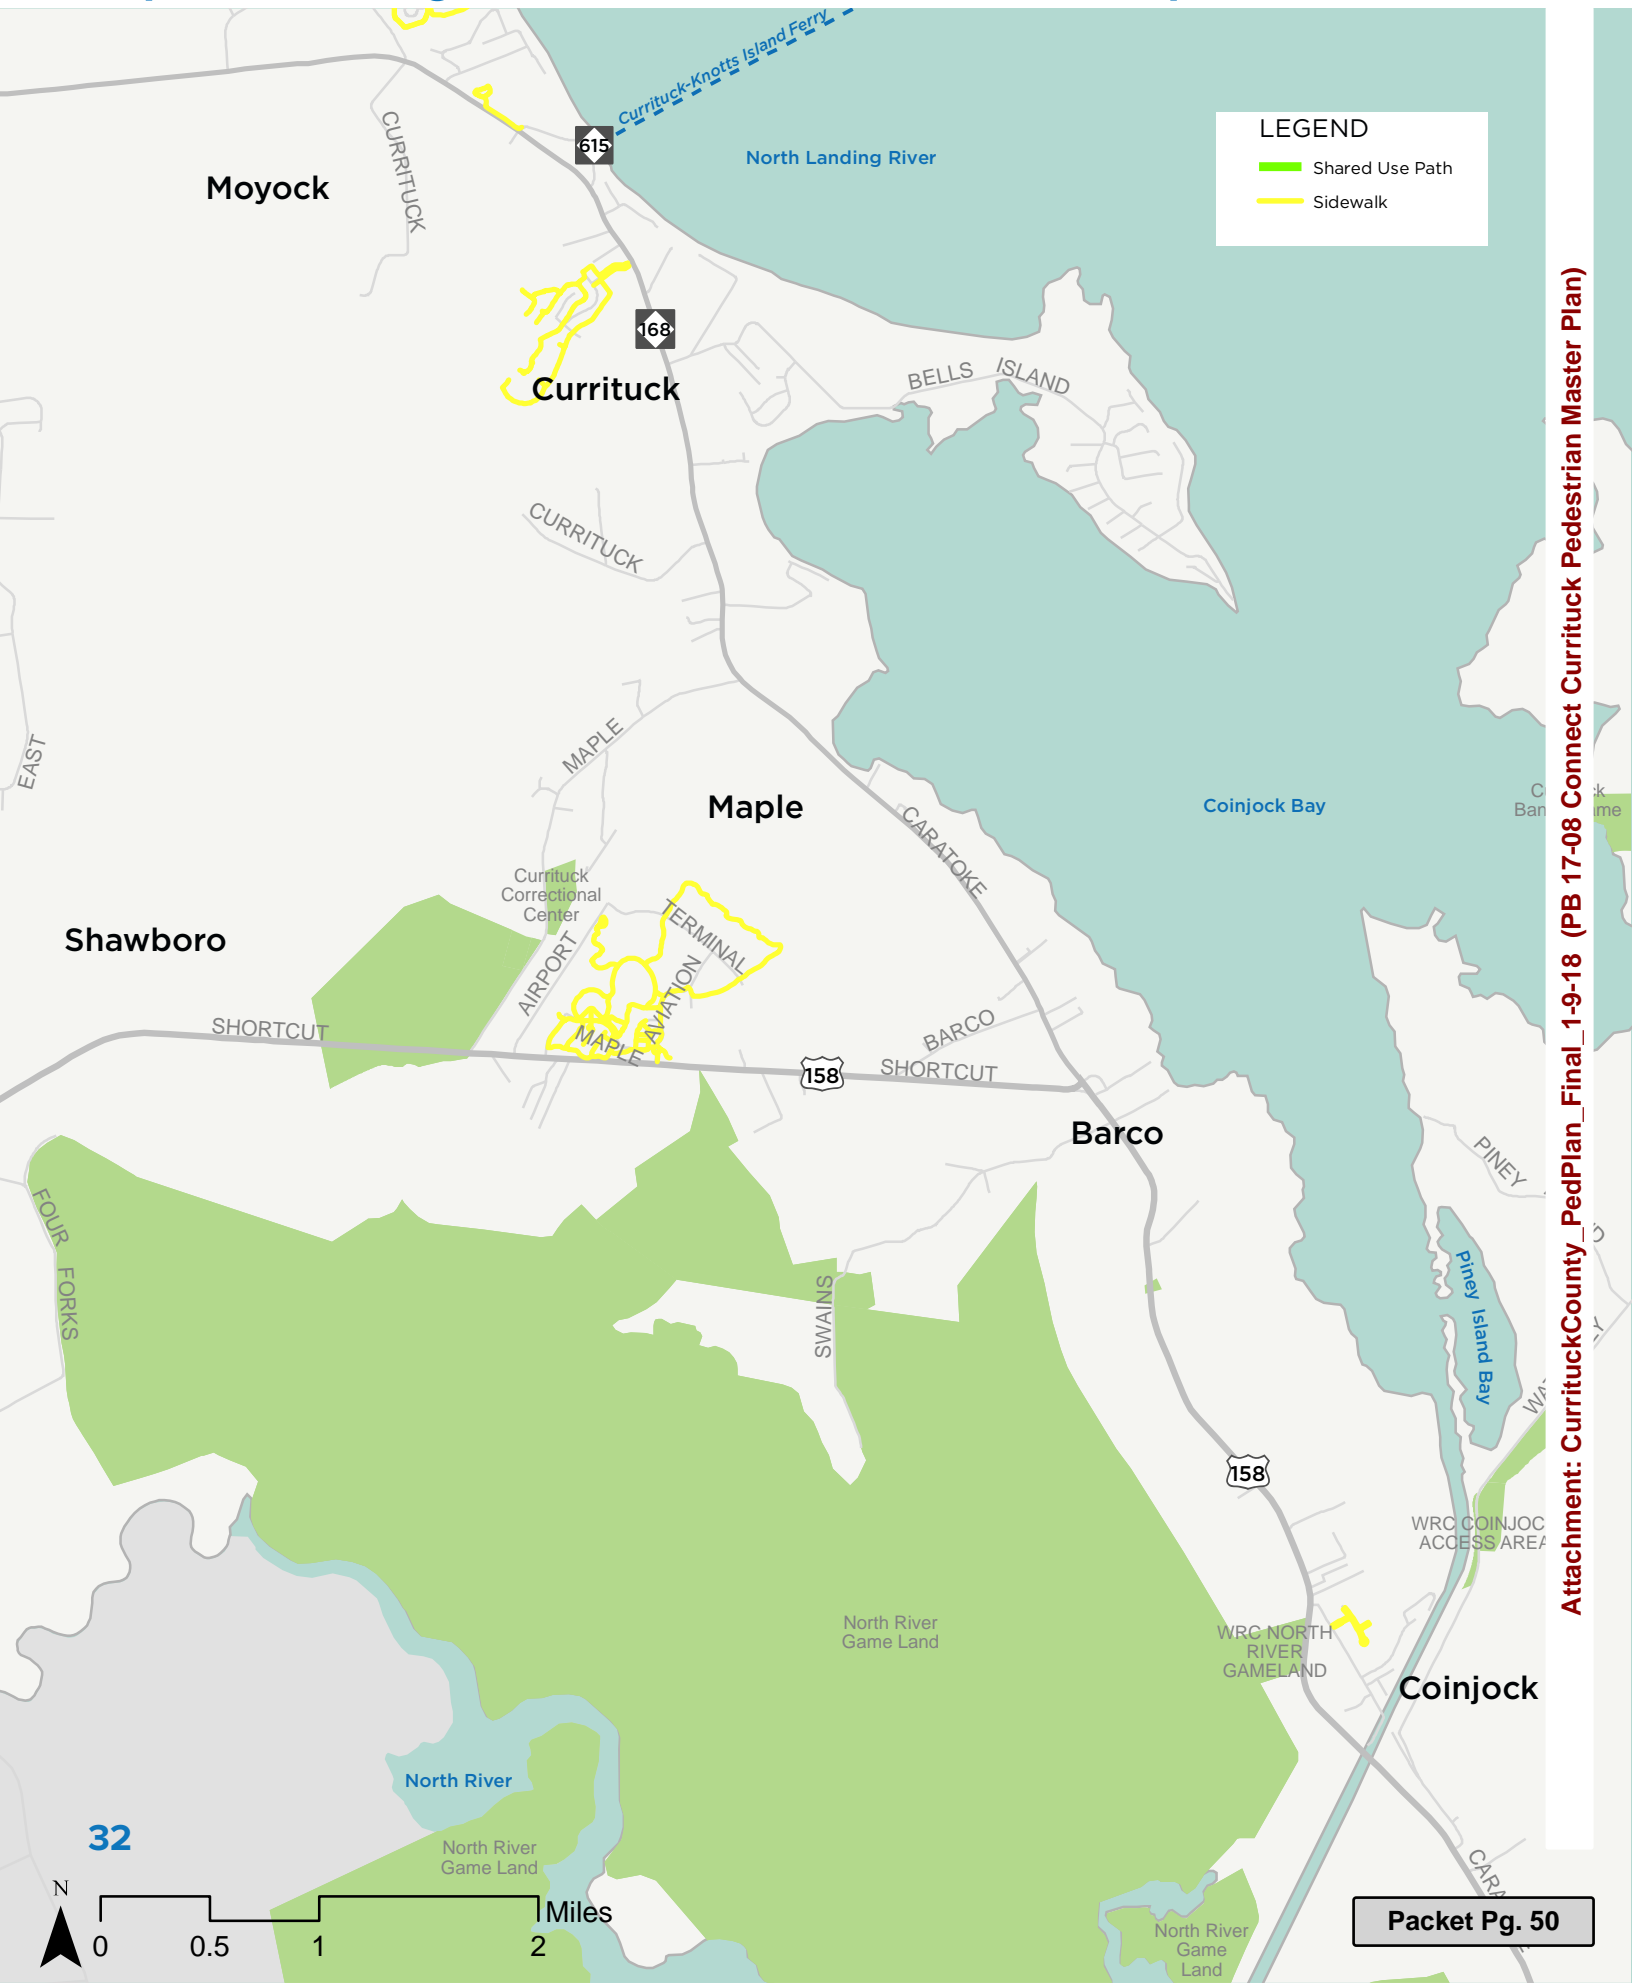 Currituck-Knotts Island Ferry
615
North Landing River
LEGEND
Shared Use Path
Sidewalk
CURRITUCK
Moyock
168
Currituck
BELLS ISLAND
CURRITUCK
EAST
MAPLE
Maple
Coinjock Bay
CARATOKE
Currituck
Correctional
Center
TERMINAL
Shawboro
AIRPORT
AVIATION
MAPLE
SHORTCUT
BARCO
158
SHORTCUT
Barco
PINEY
FOUR FORKS
SWAINS
Piney Island Bay
158
WRC COINJOC
ACCESS AREA
North River
Game Land
WRC NORTH
RIVER
GAMELAND
Coinjock
North River
32
North River
Game Land
CARA
North River
Game
Land
N
0 0.5 1 2
Miles
Packet Pg. 50
Attachment: CurrituckCounty_PedPlan_Final_1-9-18 (PB 17-08 Connect Currituck Pedestrian Master Plan)